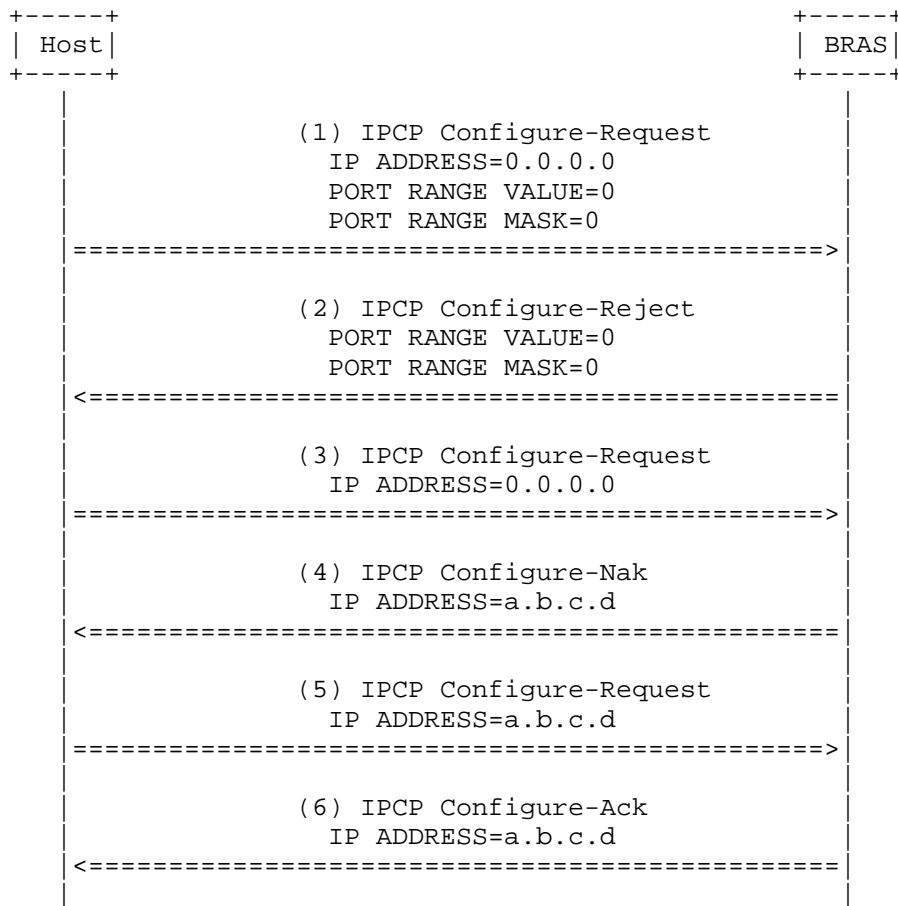 +-----+ +-----+
| Host| | BRAS|
+-----+ +-----+
| |
| (1) IPCP Configure-Request |
| IP ADDRESS=0.0.0.0 |
| PORT RANGE VALUE=0 |
| PORT RANGE MASK=0 |
|===============================================>|
| |
| (2) IPCP Configure-Reject |
| PORT RANGE VALUE=0 |
| PORT RANGE MASK=0 |
|<===============================================|
| |
| (3) IPCP Configure-Request |
| IP ADDRESS=0.0.0.0 |
|===============================================>|
| |
| (4) IPCP Configure-Nak |
| IP ADDRESS=a.b.c.d |
|<===============================================|
| |
| (5) IPCP Configure-Request |
| IP ADDRESS=a.b.c.d |
|===============================================>|
| |
| (6) IPCP Configure-Ack |
| IP ADDRESS=a.b.c.d |
|<===============================================|
| |